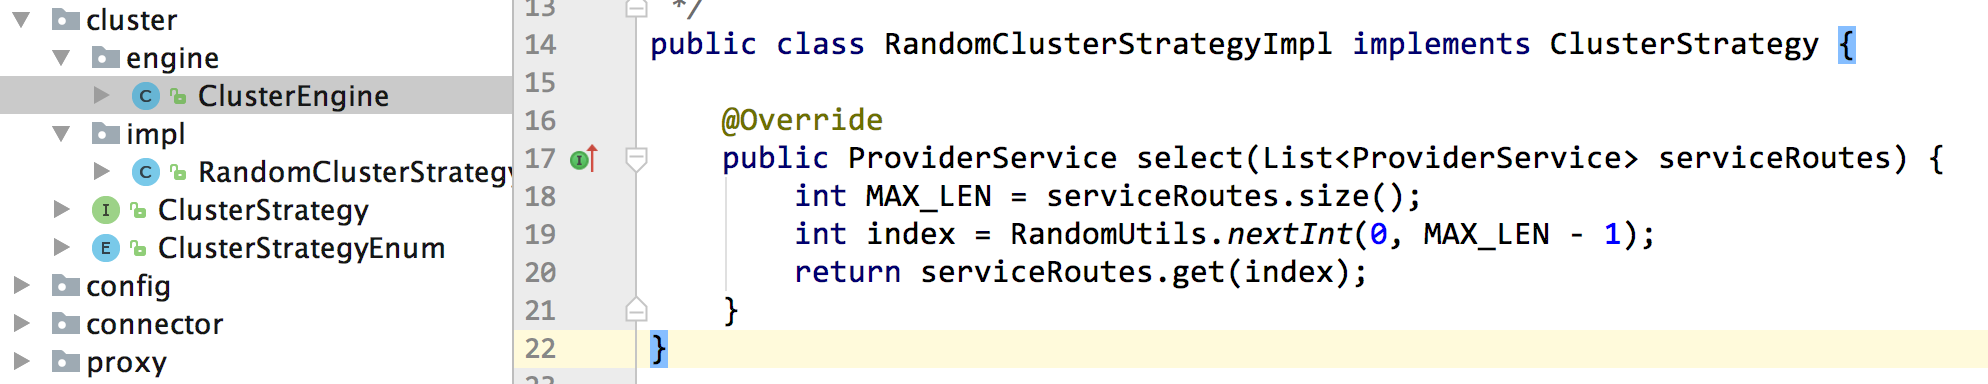 cluster
engine
ClusterEngine
impl
RandomClusterStrategy
ClusterStrategy
ClusterStrategyEnum
config
connector
proxy
13 */
14 public class RandomClusterStrategyImpl implements ClusterStrategy {
15
16 @Override
17 public ProviderService select(List<ProviderService> serviceRoutes) {
18 int MAX_LEN = serviceRoutes.size();
19 int index = RandomUtils.nextInt(0, MAX_LEN - 1);
20 return serviceRoutes.get(index);
21 }
22 }
23